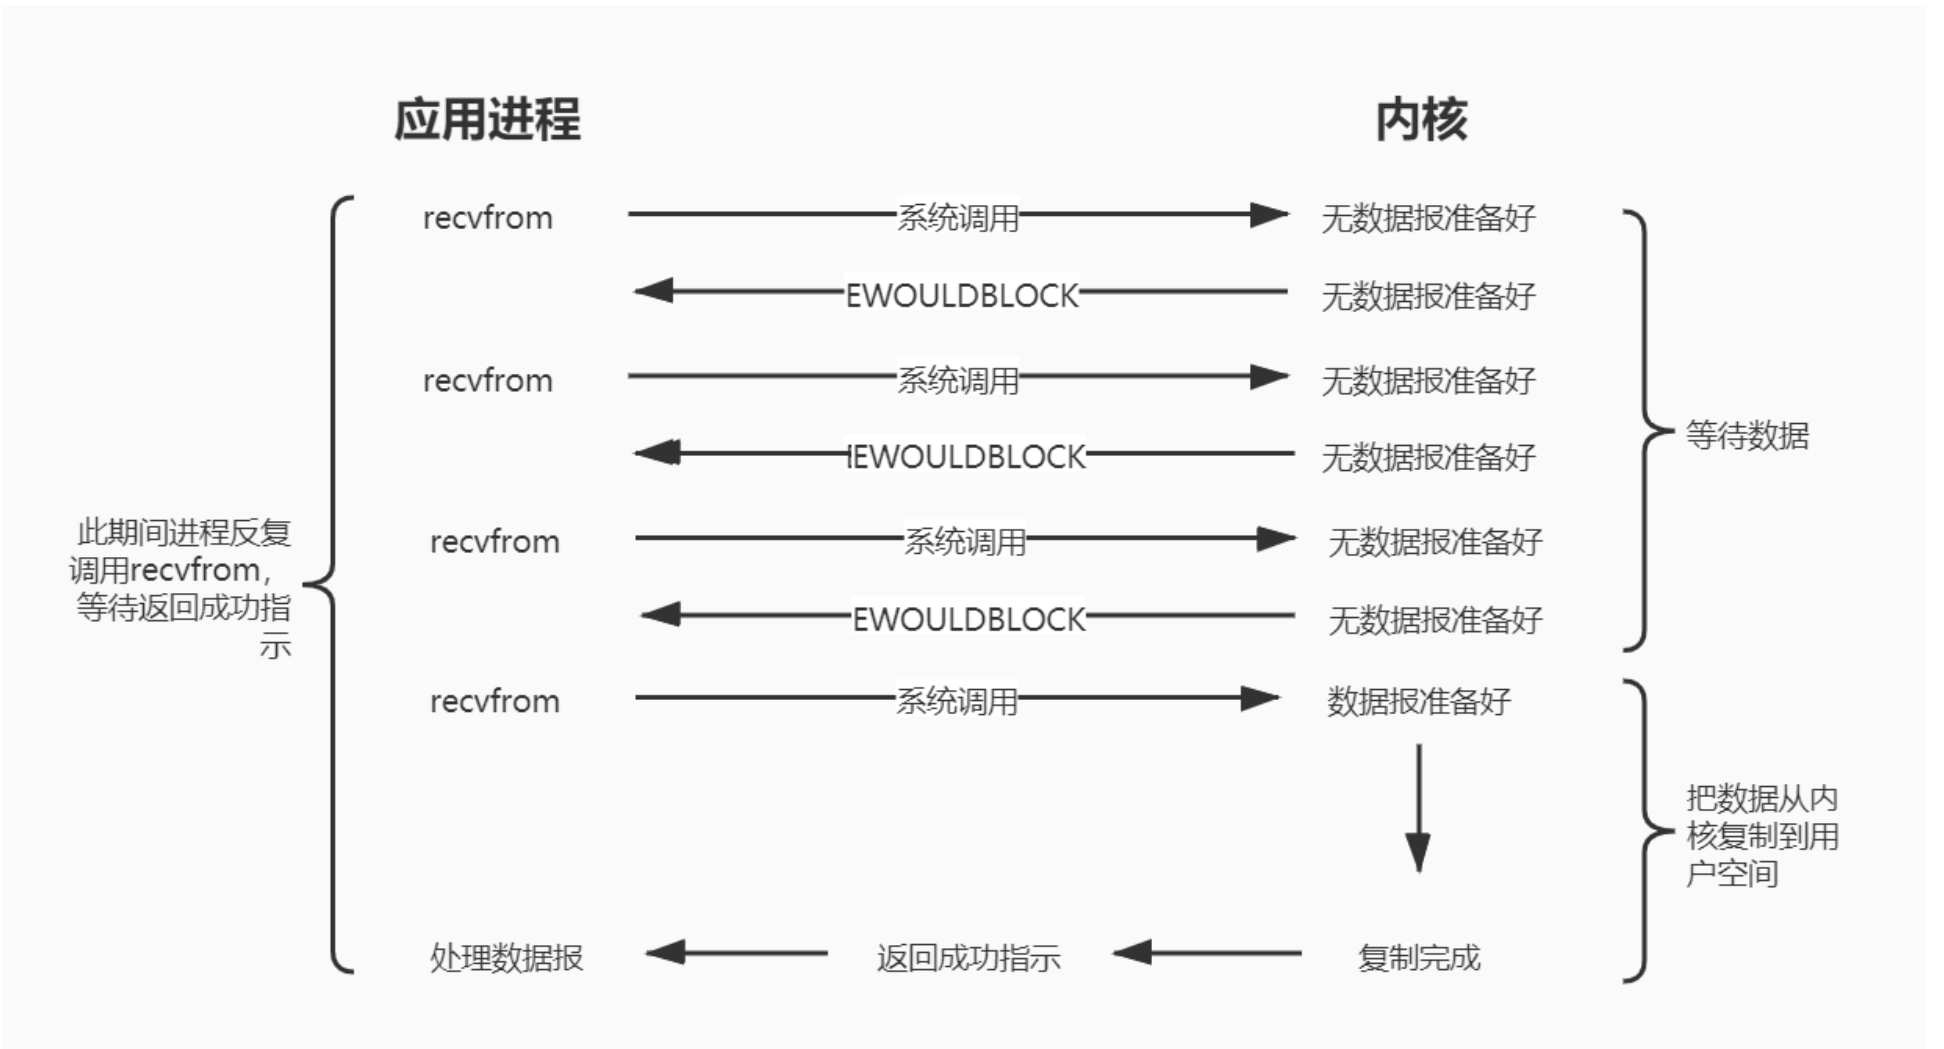 应用进程
内核
recvfrom
系统调用
无数据报准备好
EWOULDBLOCK
无数据报准备好
recvfrom
系统调用
无数据报准备好
EWOULDBLOCK
无数据报准备好
等待数据
此期间进程反复
调用recvfrom，
等待返回成功指
示
recvfrom
系统调用
无数据报准备好
EWOULDBLOCK
无数据报准备好
recvfrom
系统调用
数据报准备好
把数据从内
核复制到用
户空间
处理数据报
返回成功指示
复制完成